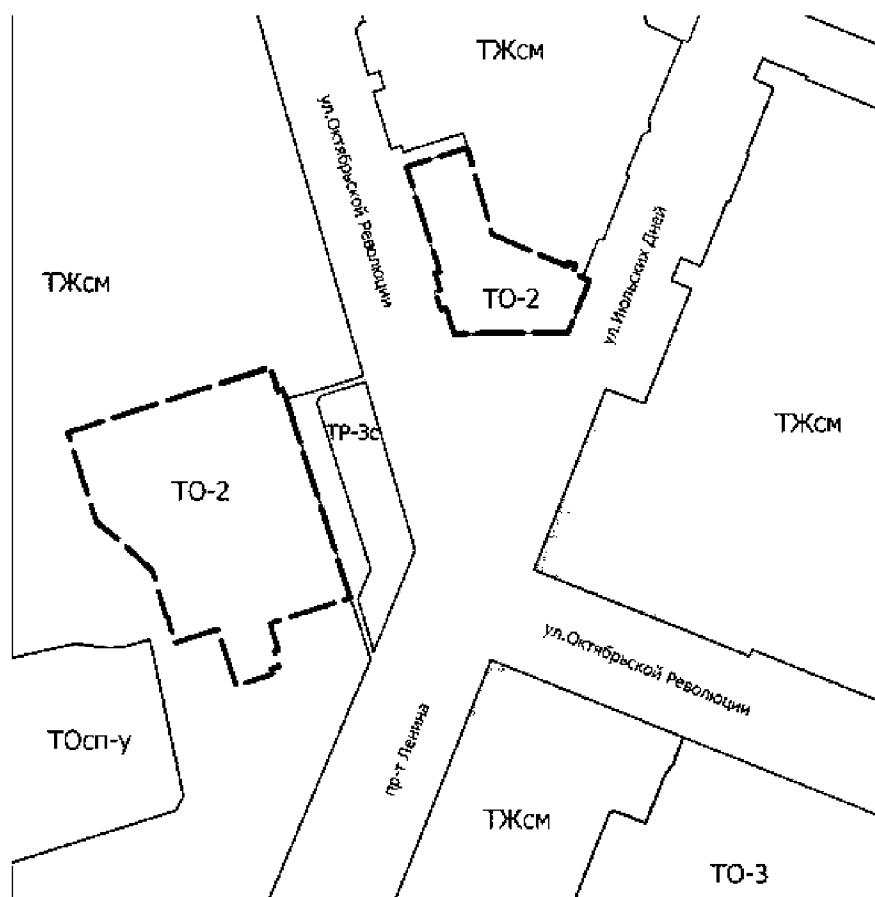 ТЖсм
ул.Октябрьской Революции
ул.Июльских Дней
ТЖсм
ТО-2
ТЖсм
ТР-3с
ТО-2
ул.Октябрьской Революции
пр-т Ленина
ТОсп-у
ТЖсм
ТО-3